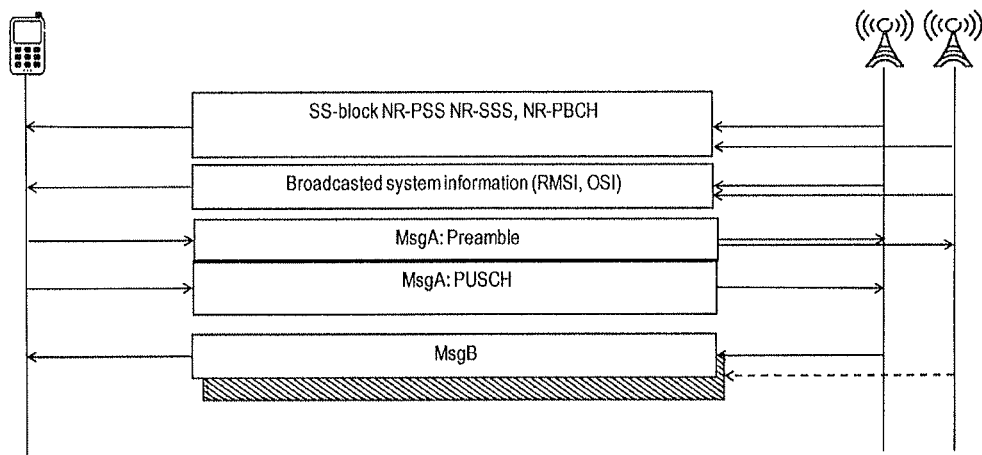 SS-block NR-PSS NR-SSS, NR-PBCH
Broadcasted system information (RMSI, OSI)
MsgA: Preamble
MsgA: PUSCH
MsgB